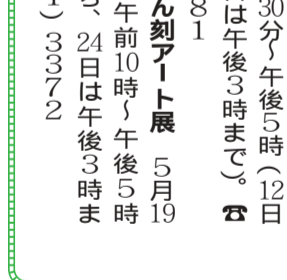 30分〜午後5時(12日
は午後3時まで)。☎
81
ん刻アート展　5月19
午前10時〜午後5時
、24日は午後3時ま
)3372